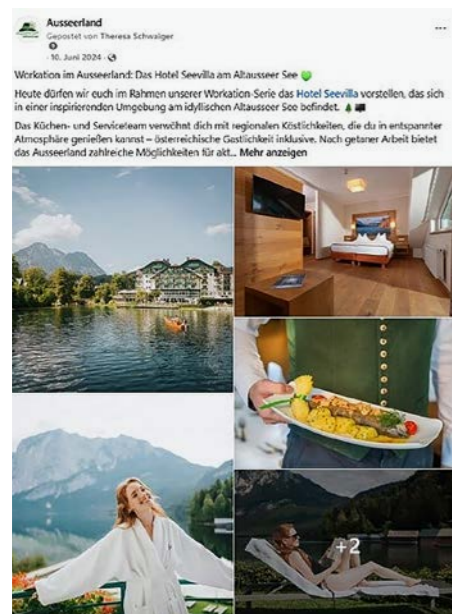 Ausseerland
Gepostet von Theresa Schwaiger
· 10. Juni 2024 ·
Workation im Ausseerland: Das Hotel Seevilla am Altausseer See 💚
Heute dürfen wir euch im Rahmen unserer Workation-Serie das Hotel Seevilla vorstellen, das sich
in einer inspirierenden Umgebung am idyllischen Altausseer See befindet. 🌲💻
Das Küchen- und Serviceteam verwöhnt dich mit regionalen Köstlichkeiten, die du in entspannter
Atmosphäre genießen kannst – österreichische Gastlichkeit inklusive. Nach getaner Arbeit bietet
das Ausseerland zahlreiche Möglichkeiten für akt... Mehr anzeigen
+2